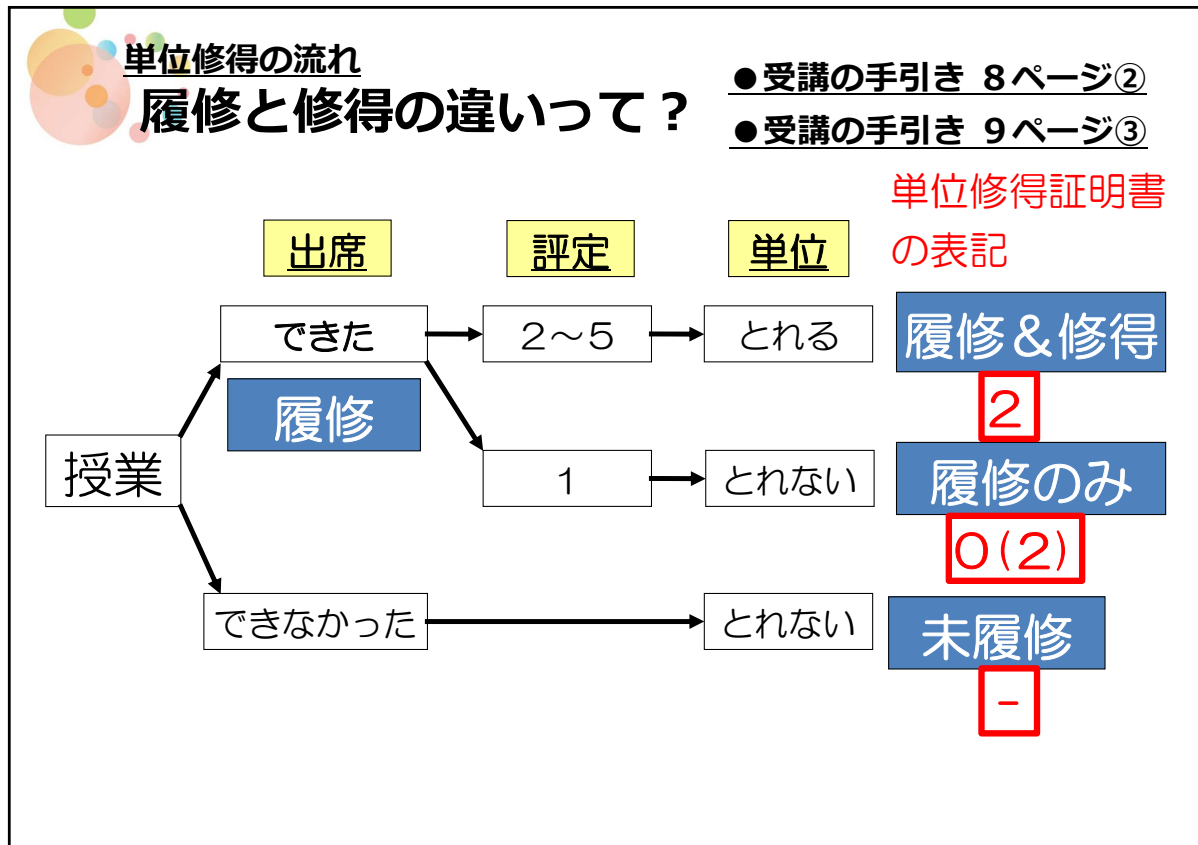 単位修得の流れ
履修と修得の違いって？
●受講の手引き ８ページ②
●受講の手引き ９ページ③
単位修得証明書
の表記
出席
評定
単位
できた
２～５
とれる
履修＆修得
２
履修
授業
１
とれない
履修のみ
０(２)
できなかった
とれない
未履修
－